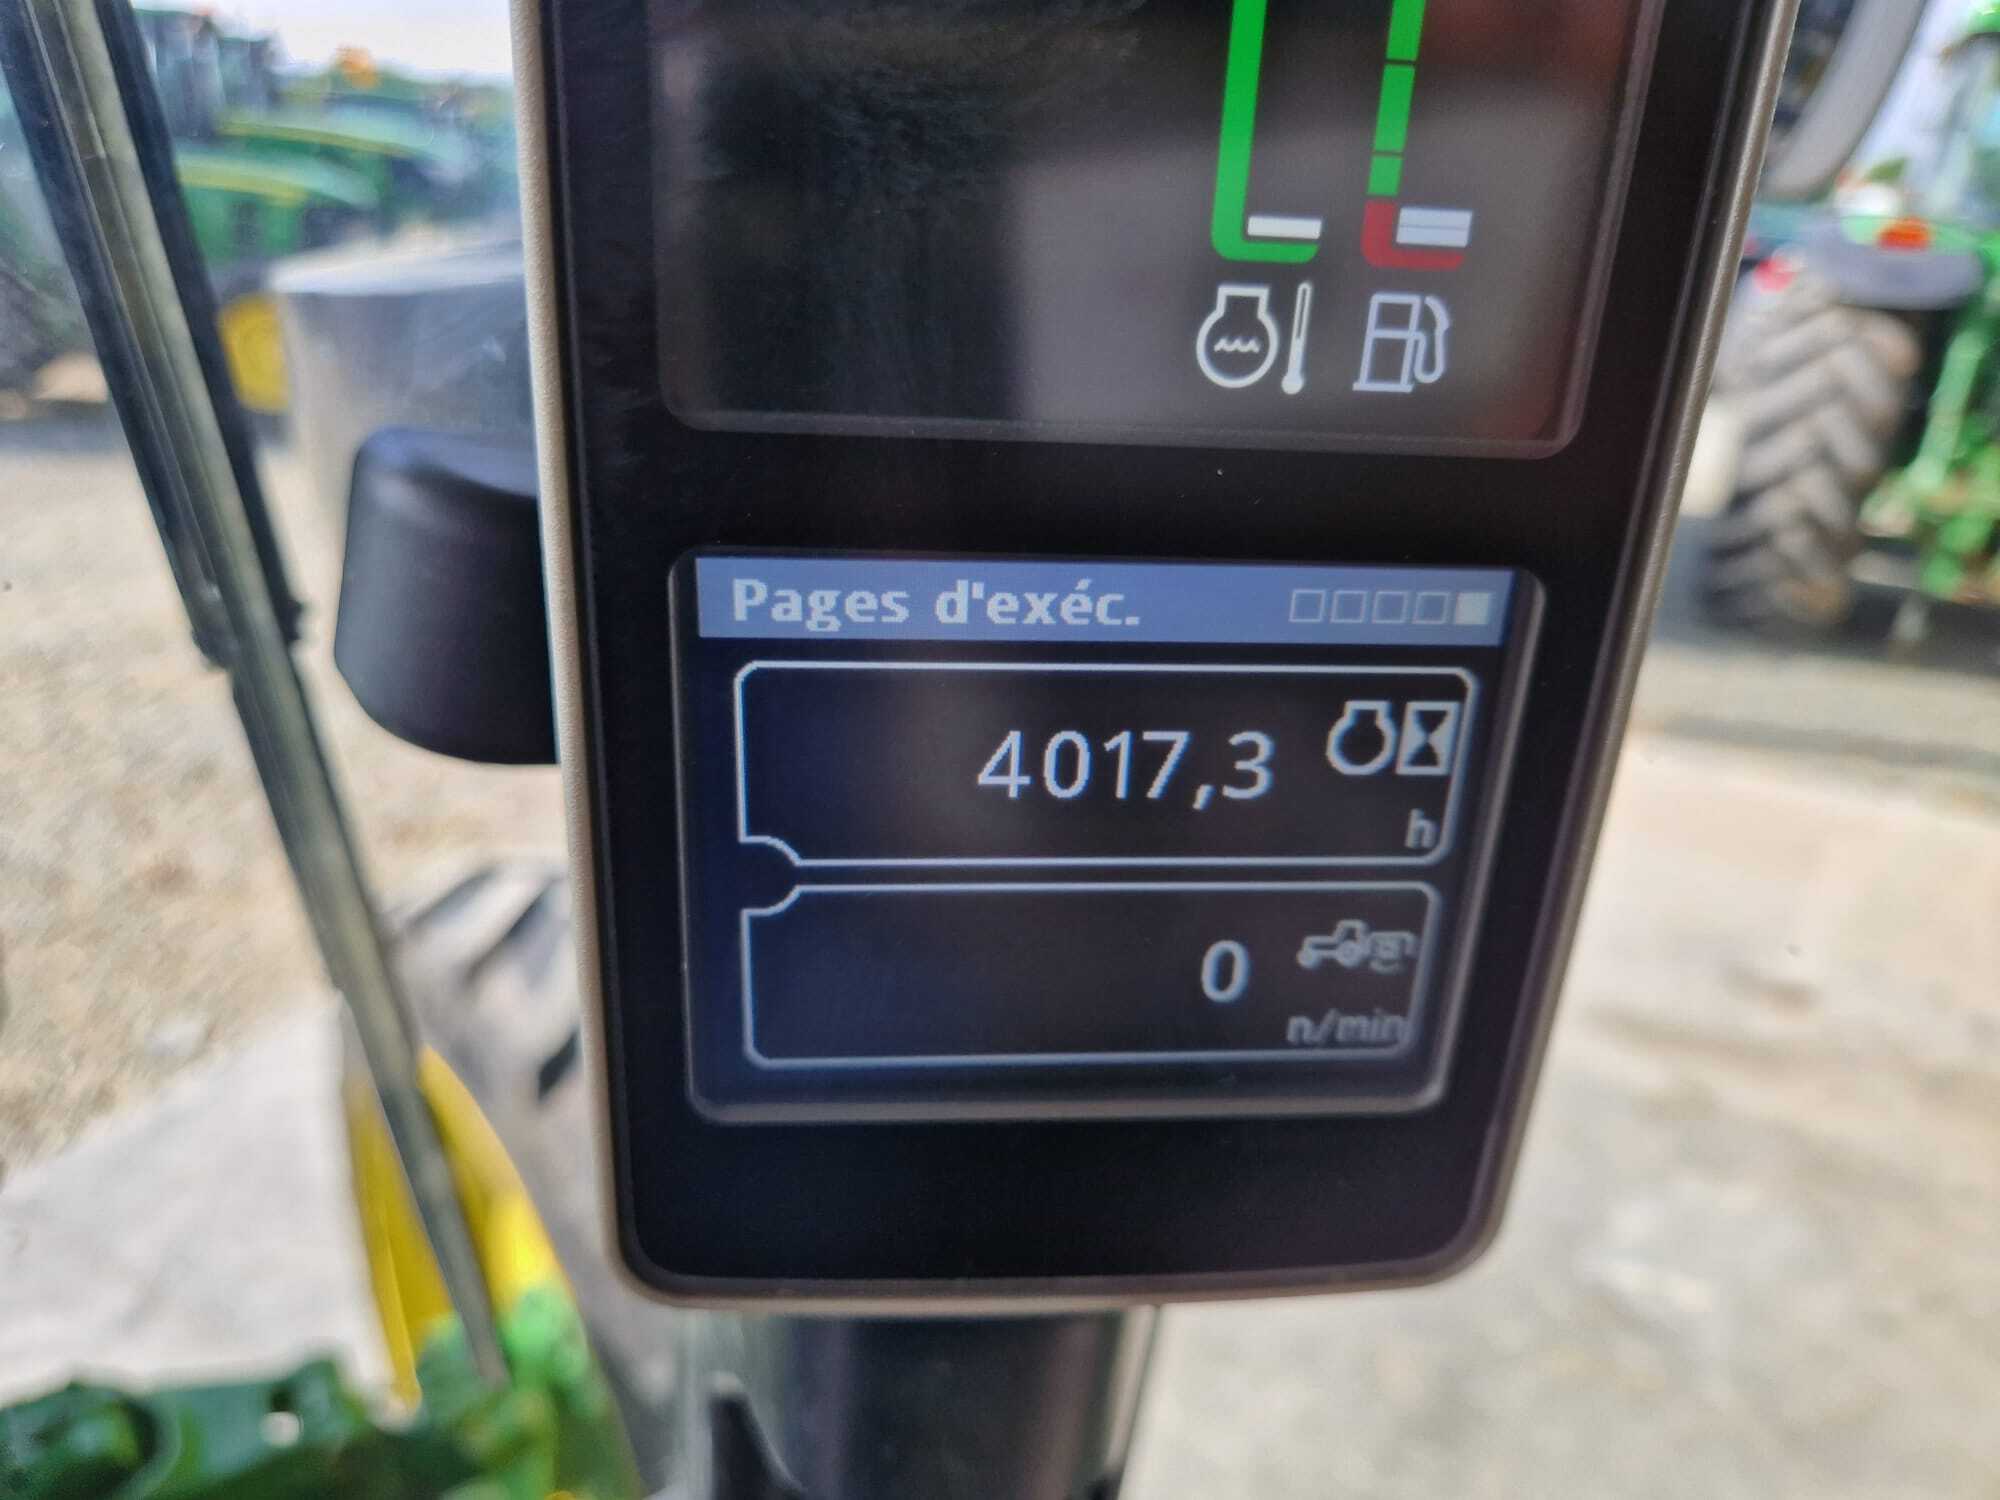 Pages d'exéc.
4017,3
h
0
n/min